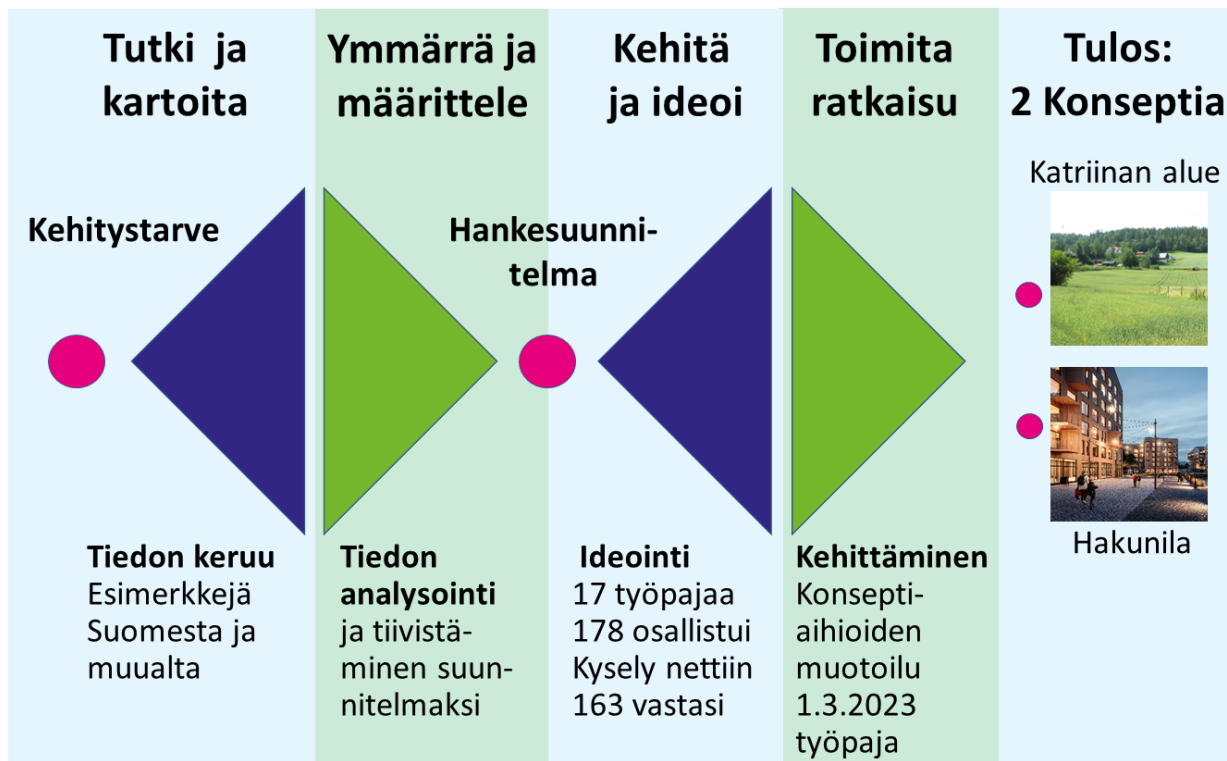 Tutki ja
kartoita
Ymmärrä ja
määrittele
Kehitä
ja ideoi
Toimita
ratkaisu
Tulos:
2 Konseptia
Kehitystarve
Hankesuunni-
telma
Katriinan alue
Hakunila
Tiedon keruu
Esimerkkejä
Suomesta ja
muualta
Tiedon
analysointi
ja tiivistä-
minen suun-
nitelmaksi
Ideointi
17 työpajaa
178 osallistui
Kysely nettiin
163 vastasi
Kehittäminen
Konsepti-
aihioiden
muotoilu
1.3.2023
työpaja